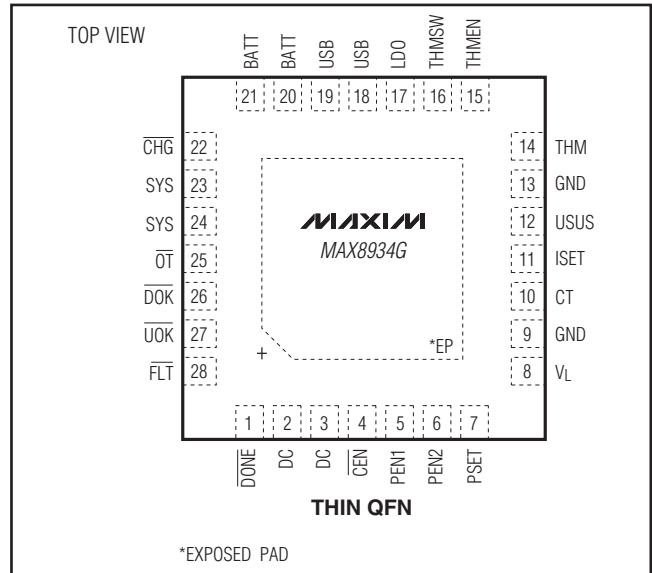 TOP VIEW
BATT BATT USB USB LDO THMSW THMEN
21 20 19 18 17 16 15
CHG 22 14 THM
SYS 23 13 GND
SYS 24 12 USUS
OT 25 11 ISET
DOK 26 10 CT
UOK 27 9 GND
FLT 28 8 VL
MAXIM
MAX8934G
*EP
+
1 2 3 4 5 6 7
DONE DC DC CEN PEN1 PEN2 PSET
THIN QFN
*EXPOSED PAD